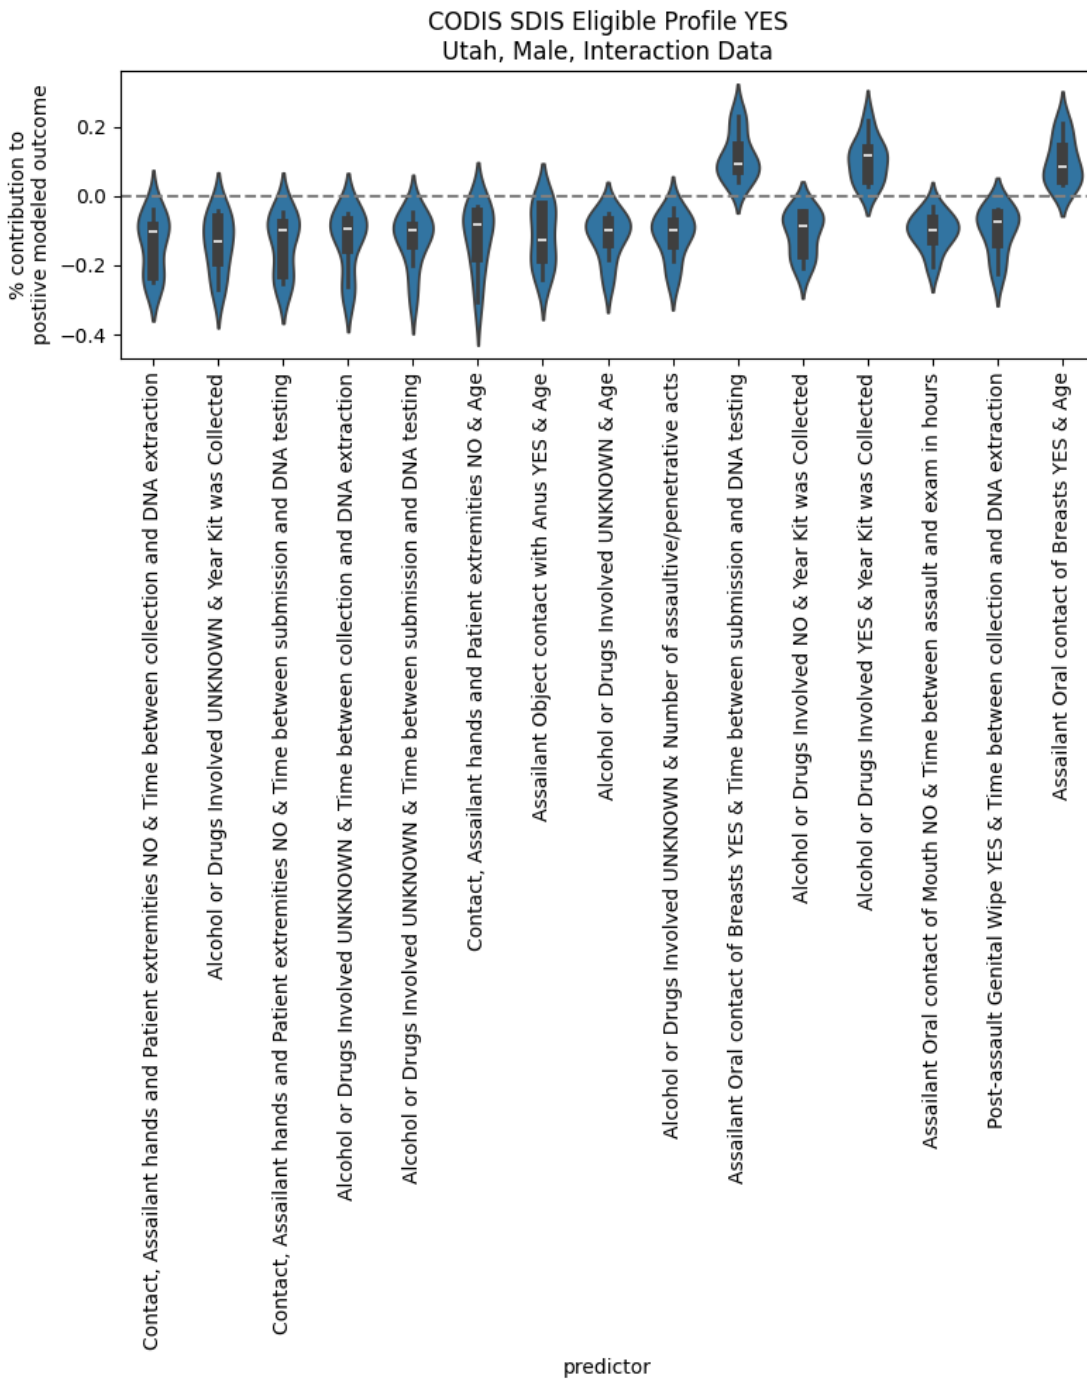 CODIS SDIS Eligible Profile YES
Utah, Male, Interaction Data
% contribution to
postive modeled outcome
0.2
0.0
−0.2
−0.4
Contact, Assailant hands and Patient extremities NO & Time between collection and DNA extraction
Alcohol or Drugs Involved UNKNOWN & Year Kit was Collected
Contact, Assailant hands and Patient extremities NO & Time between submission and DNA testing
Alcohol or Drugs Involved UNKNOWN & Time between collection and DNA extraction
Alcohol or Drugs Involved UNKNOWN & Time between submission and DNA testing
Contact, Assailant hands and Patient extremities NO & Age
Assailant Object contact with Anus YES & Age
Alcohol or Drugs Involved UNKNOWN & Age
Alcohol or Drugs Involved UNKNOWN & Number of assaultive/penetrative acts
Assailant Oral contact of Breasts YES & Time between submission and DNA testing
Alcohol or Drugs Involved NO & Year Kit was Collected
Alcohol or Drugs Involved YES & Year Kit was Collected
Assailant Oral contact of Mouth NO & Time between assault and exam in hours
Post-assault Genital Wipe YES & Time between collection and DNA extraction
Assailant Oral contact of Breasts YES & Age
predictor